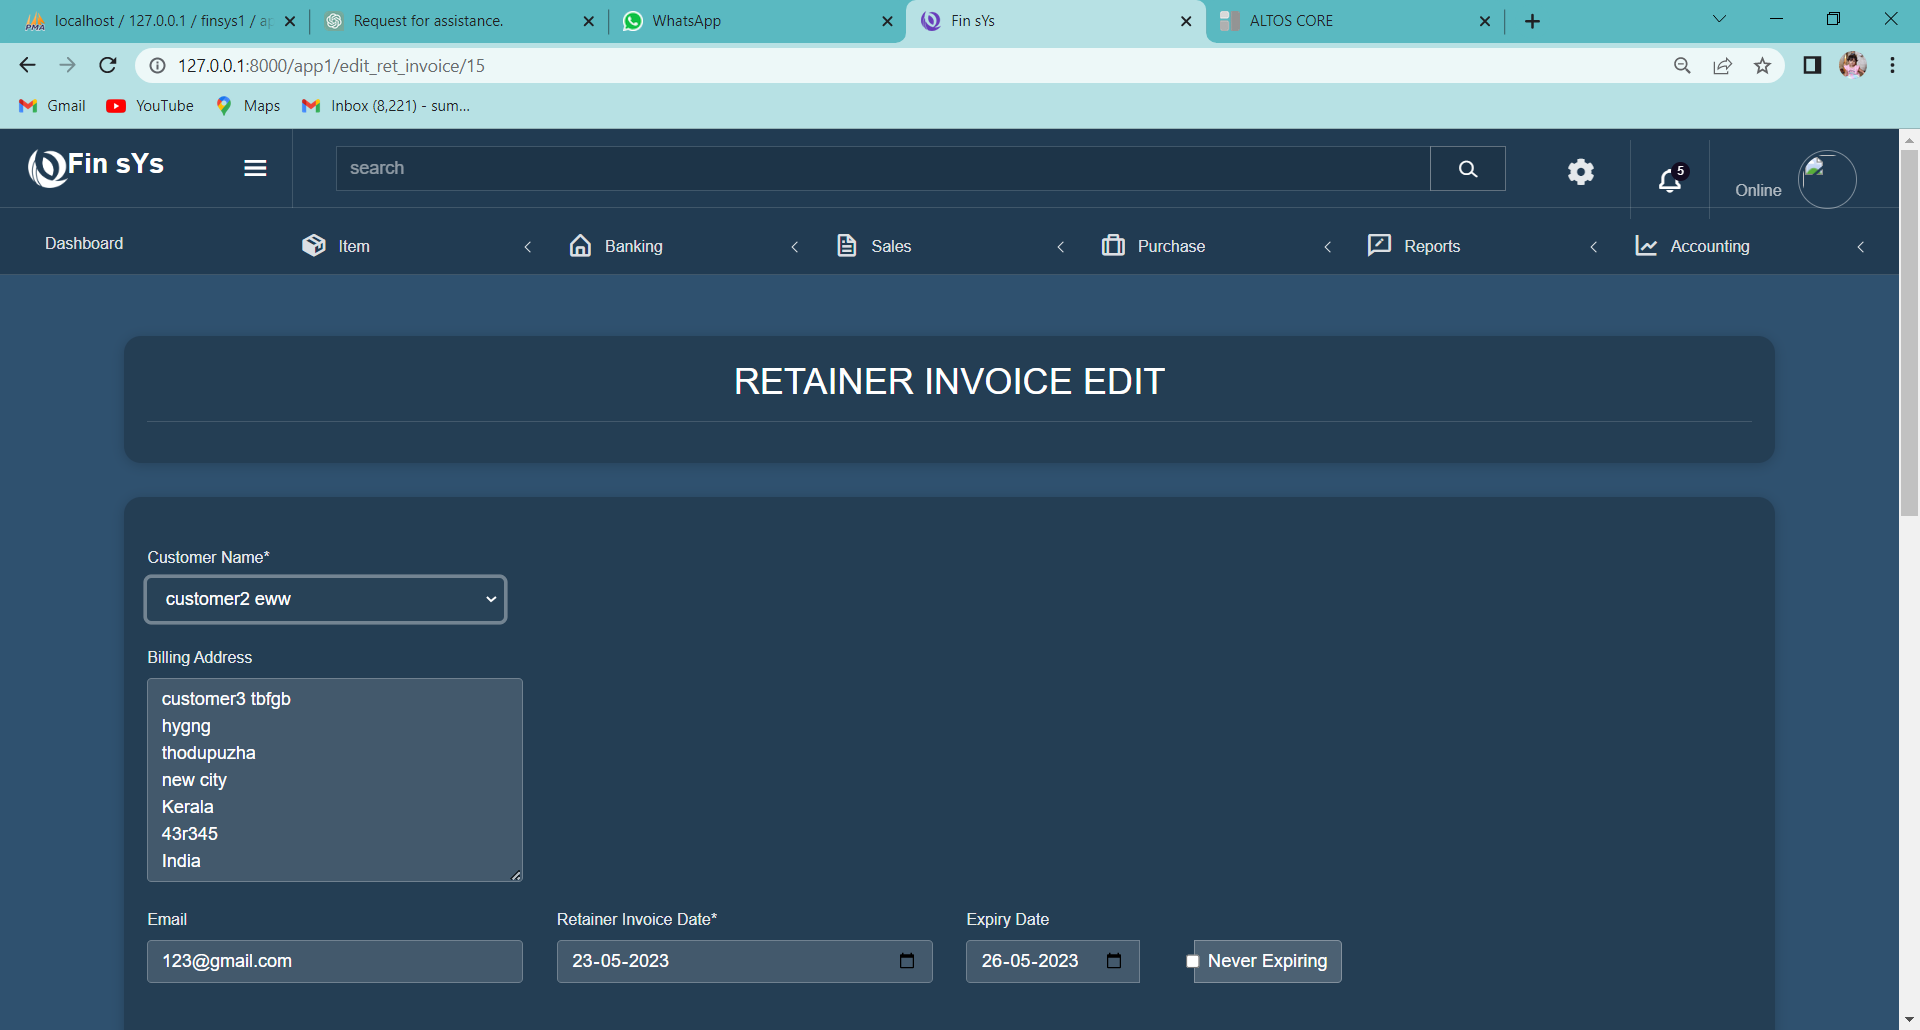 localhost / 127.0.0.1 / finsys1 / ap
Request for assistance.
WhatsApp
Fin sYs
ALTOS CORE
127.0.0.1:8000/app1/edit_ret_invoice/15
Gmail
YouTube
Maps
Inbox (8,221) - sum...
Fin sYs
search
5
Online
Dashboard
Item
Banking
Sales
Purchase
Reports
Accounting
RETAINER INVOICE EDIT
Customer Name*
customer2 eww
Billing Address
customer3 tbfgb
hygng
thodupuzha
new city
Kerala
43r345
India
Email
Retainer Invoice Date*
Expiry Date
123@gmail.com
23-05-2023
26-05-2023
Never Expiring